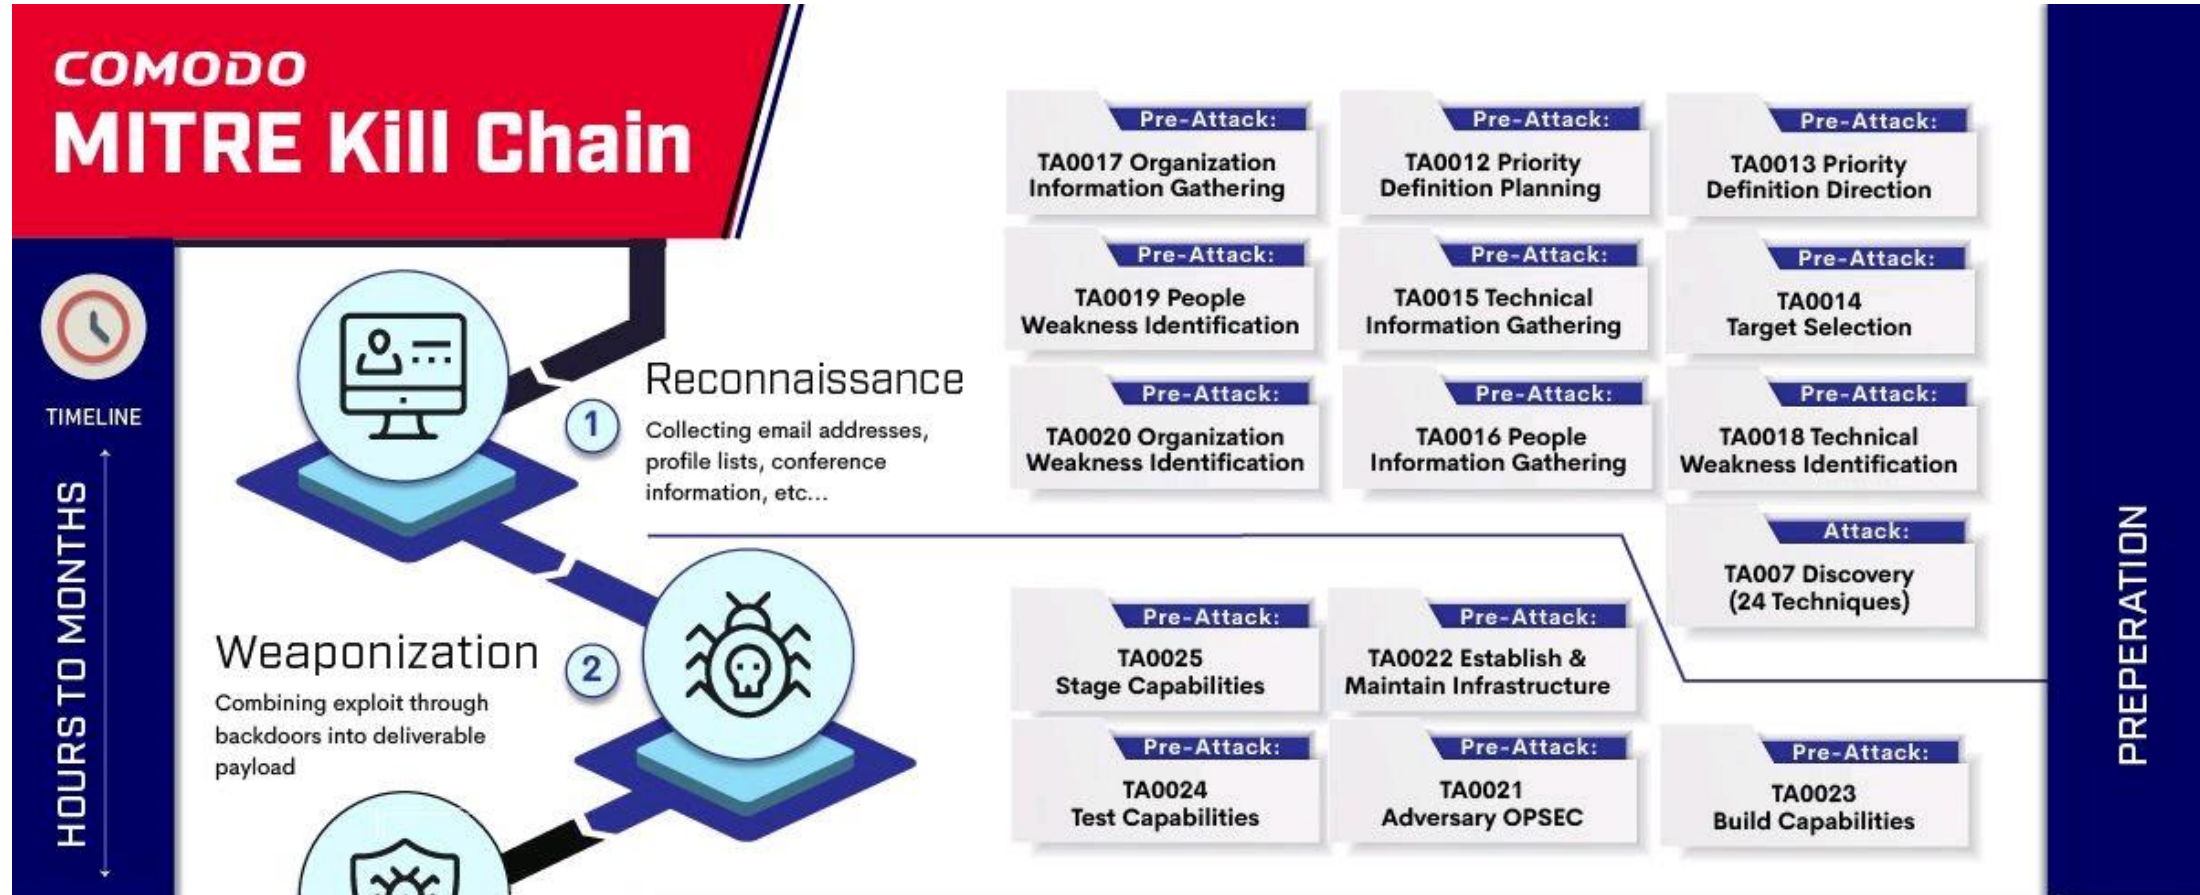 COMODO
MITRE Kill Chain
TIMELINE
HOURS TO MONTHS
1
Reconnaissance
Collecting email addresses,
profile lists, conference
information, etc...
Pre-Attack:
TA0017 Organization
Information Gathering
Pre-Attack:
TA0012 Priority
Definition Planning
Pre-Attack:
TA0013 Priority
Definition Direction
Pre-Attack:
TA0019 People
Weakness Identification
Pre-Attack:
TA0015 Technical
Information Gathering
Pre-Attack:
TA0014
Target Selection
Pre-Attack:
TA0020 Organization
Weakness Identification
Pre-Attack:
TA0016 People
Information Gathering
Pre-Attack:
TA0018 Technical
Weakness Identification
Attack:
TA007 Discovery
(24 Techniques)
Weaponization
2
Combining exploit through
backdoors into deliverable
payload
Pre-Attack:
TA0025
Stage Capabilities
Pre-Attack:
TA0022 Establish &
Maintain Infrastructure
Pre-Attack:
TA0024
Test Capabilities
Pre-Attack:
TA0021
Adversary OPSEC
Pre-Attack:
TA0023
Build Capabilities
PREPERATION